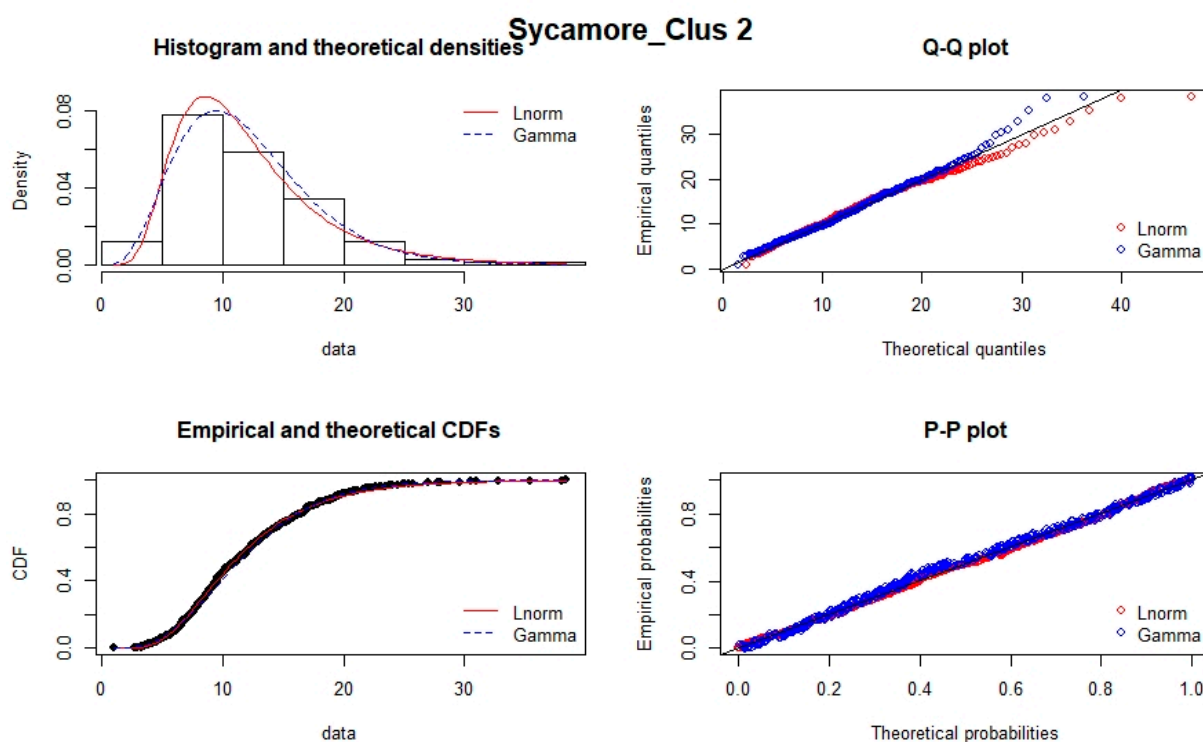 Sycamore_Clus 2
Histogram and theoretical densities
Density
0.00
0.04
0.08
Lnorm
Gamma
0
10
20
30
data
Q-Q plot
Empirical quantiles
0
10
20
30
Lnorm
Gamma
0
10
20
30
40
Theoretical quantiles
Empirical and theoretical CDFs
CDF
0.0
0.4
0.8
Lnorm
Gamma
0
10
20
30
data
P-P plot
Empirical probabilities
0.0
0.4
0.8
Lnorm
Gamma
0.0
0.2
0.4
0.6
0.8
1.0
Theoretical probabilities